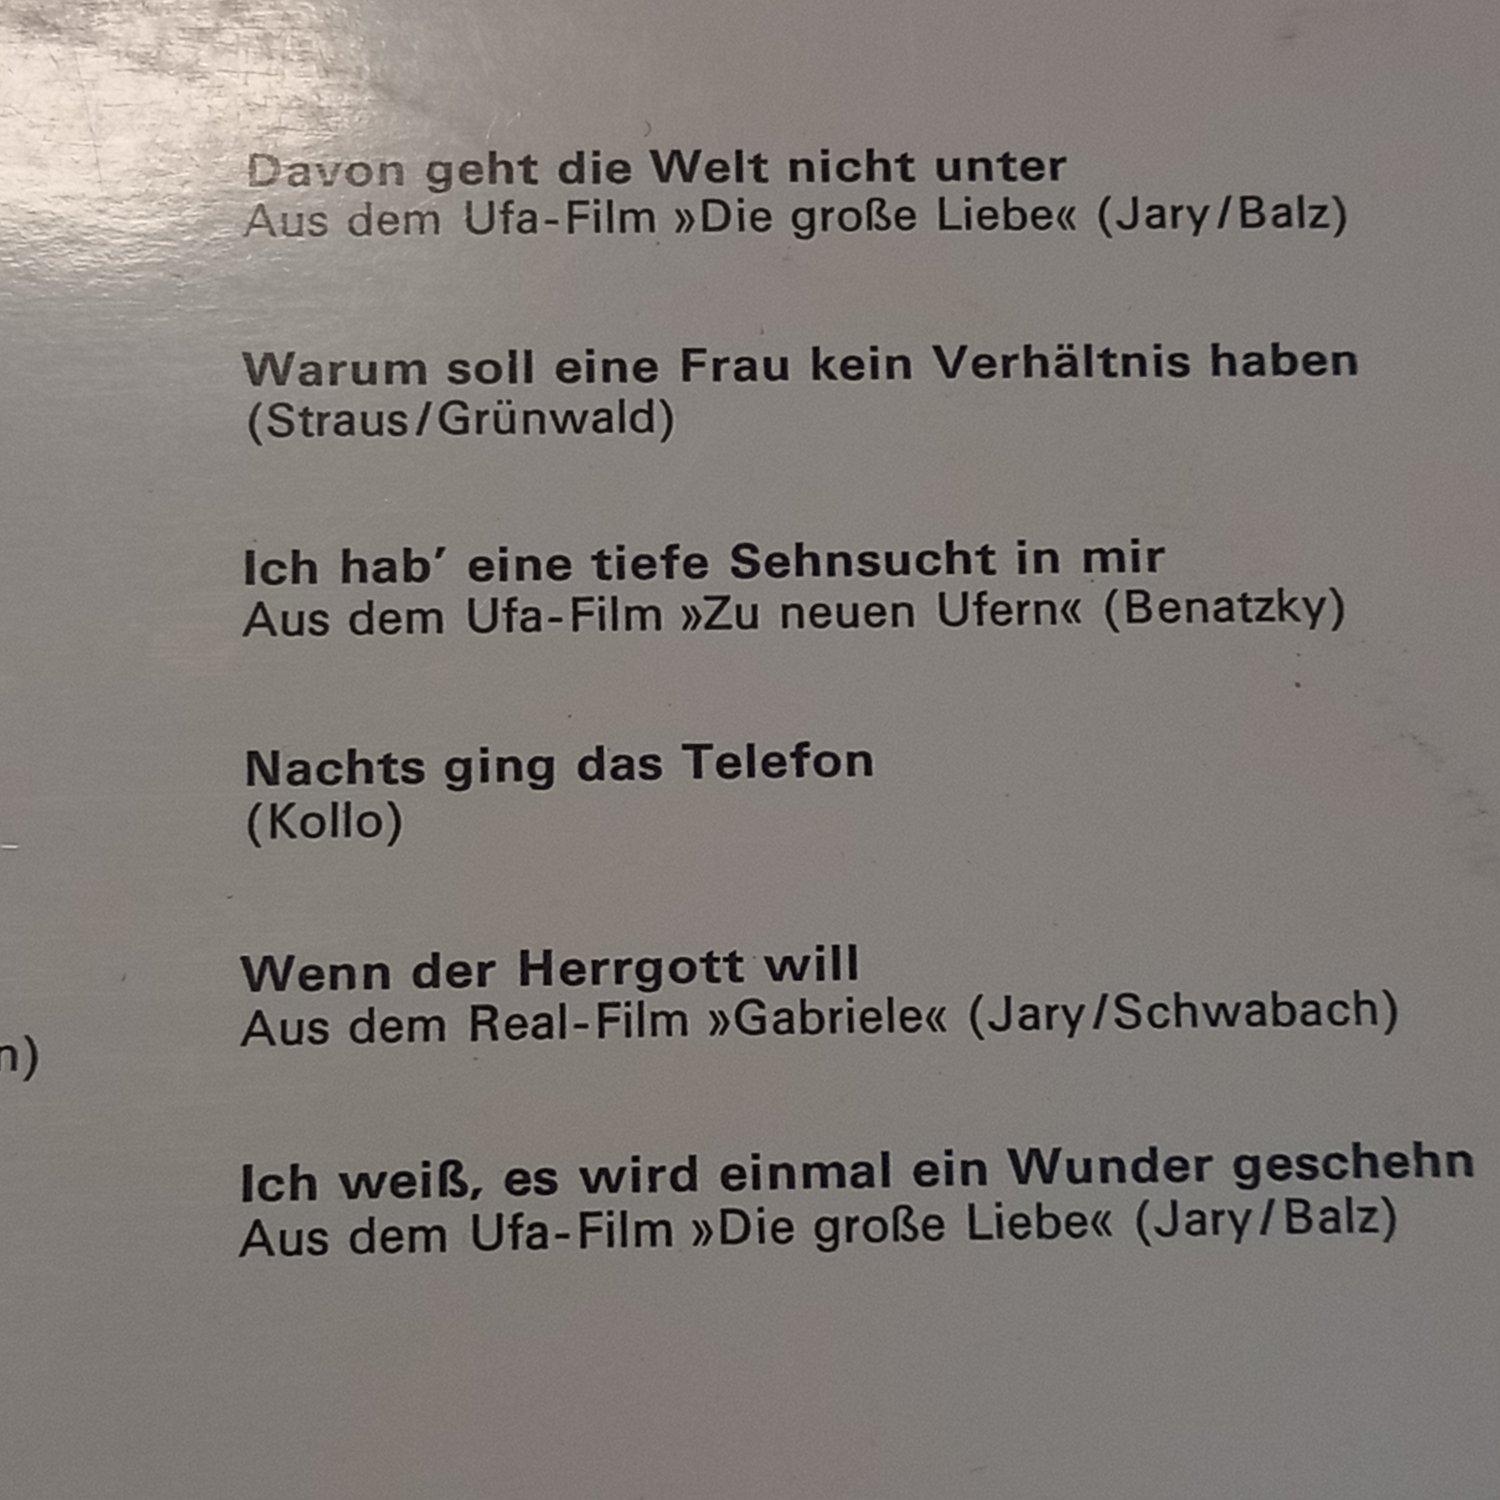 Davon geht die Welt nicht unter
Aus dem Ufa-Film »Die große Liebe« (Jary/Balz)
Warum soll eine Frau kein Verhältnis haben
(Straus/Grünwald)
Ich hab' eine tiefe Sehnsucht in mir
Aus dem Ufa-Film »Zu neuen Ufern« (Benatzky)
Nachts ging das Telefon
(Kollo)
Wenn der Herrgott will
Aus dem Real-Film »Gabriele« (Jary/Schwabach)
n)
Ich weiß, es wird einmal ein Wunder geschehn
Aus dem Ufa-Film »Die große Liebe« (Jary/Balz)